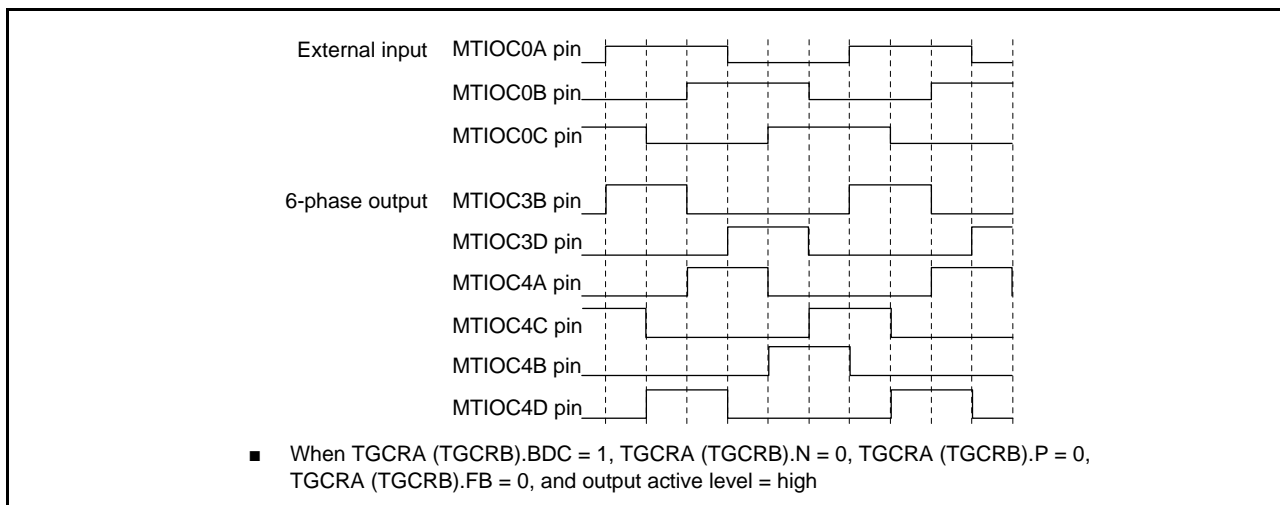 External input MTIOC0A pin
MTIOC0B pin
MTIOC0C pin
6-phase output MTIOC3B pin
MTIOC3D pin
MTIOC4A pin
MTIOC4C pin
MTIOC4B pin
MTIOC4D pin
■ When TGCRA (TGCRB).BDC = 1, TGCRA (TGCRB).N = 0, TGCRA (TGCRB).P = 0,
TGCRA (TGCRB).FB = 0, and output active level = high